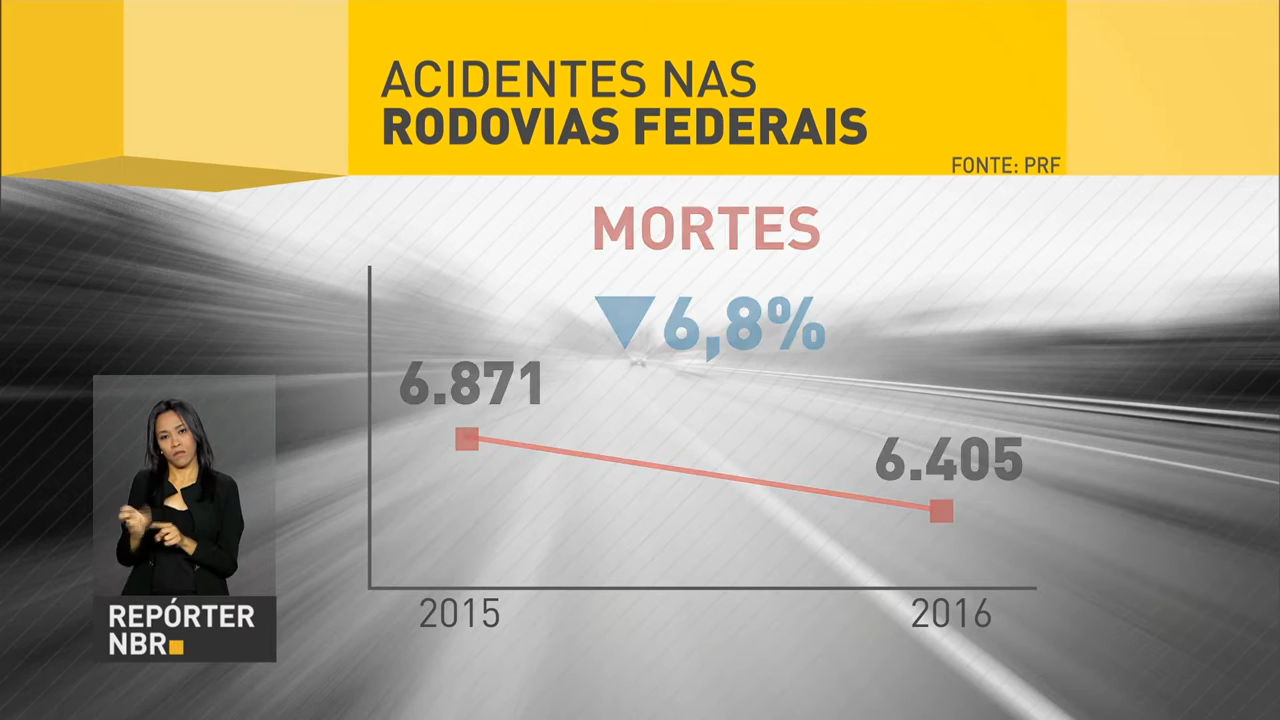 ACIDENTES NAS
RODOVIAS FEDERAIS
FONTE: PRF
MORTES
6,8%
6.871
6.405
2015
2016
REPÓRTER
NBR